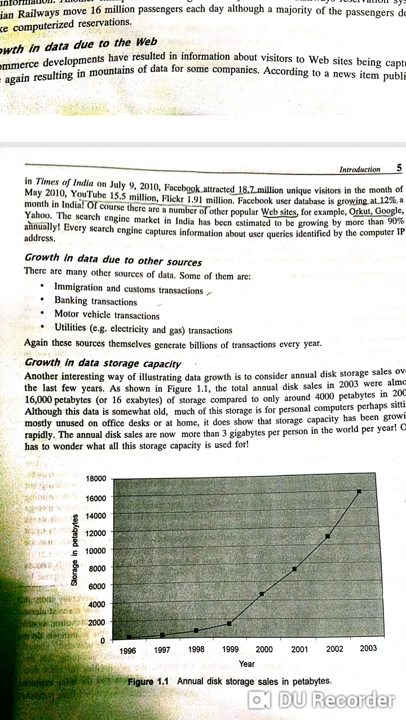 ian Railways move 16 million passengers each day although a majority of the passengers
computerized reservations.
owth in data due to the Web
ommerce developments have resulted in information about visitors to Web sites being
again resulting in mountains of data for some companies. According to a news item
Introduction 5
in Times of India on July 9, 2010, Facebook attracted 18.7 million unique visitors in the month of
May 2010, YouTube 15.5 million, Flickr 1.91 million. Facebook user database is growing at 12% a
month in India! Of course there are a number of other popular Web sites, for example, Orkut, Google,
Yahoo. The search engine market in India has been estimated to be growing by more than 90%
annually! Every search engine captures information about user queries identified by the computer IP
address.
Growth in data due to other sources
There are many other sources of data. Some of them are:
• Immigration and customs transactions
• Banking transactions
• Motor vehicle transactions
• Utilities (e.g. electricity and gas) transactions
Again these sources themselves generate billions of transactions every year.
Growth in data storage capacity
Another interesting way of illustrating data growth is to consider annual disk storage sales
the last few years. As shown in Figure 1.1, the total annual disk sales in 2003 were
16,000 petabytes (or 16 exabytes) of storage compared to only around 4000 petabytes in
Although this data is somewhat old, much of this storage is for personal computers perhaps
mostly unused on office desks or at home, it does show that storage capacity has been
rapidly. The annual disk sales are now more than 3 gigabytes per person in the world per year!
has to wonder what all this storage capacity is used for!
18000
16000
14000
12000
10000
8000
6000
4000
2000
0
Storage in petabytes
1996 1997 1998 1999 2000 2001 2002 2003
Year
Figure 1.1 Annual disk storage sales in petabytes.
DU Recorder